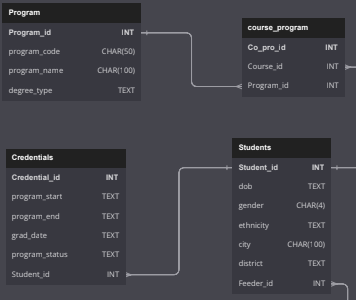 Program
Program_id INT
program_code CHAR(50)
program_name CHAR(100)
degree_type TEXT
course_program
Co_pro_id INT
Course_id INT
Program_id INT
Credentials
Credential_id INT
program_start TEXT
program_end TEXT
grad_date TEXT
program_status TEXT
Student_id INT
Students
Student_id INT
dob TEXT
gender CHAR(4)
ethnicity TEXT
city CHAR(100)
district TEXT
Feeder_id INT